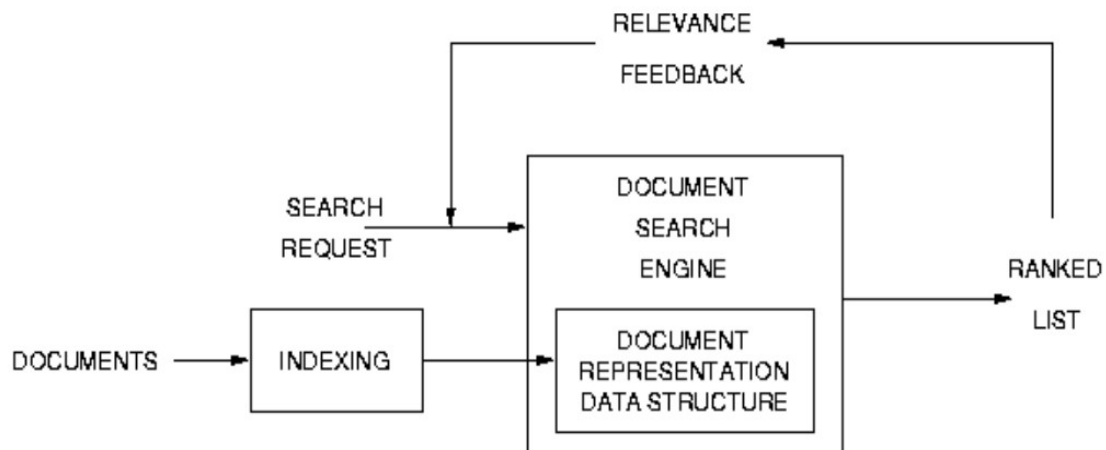 RELEVANCE
FEEDBACK
SEARCH
REQUEST
DOCUMENT
SEARCH
ENGINE
RANKED
LIST
DOCUMENTS
INDEXING
DOCUMENT
REPRESENTATION
DATA STRUCTURE